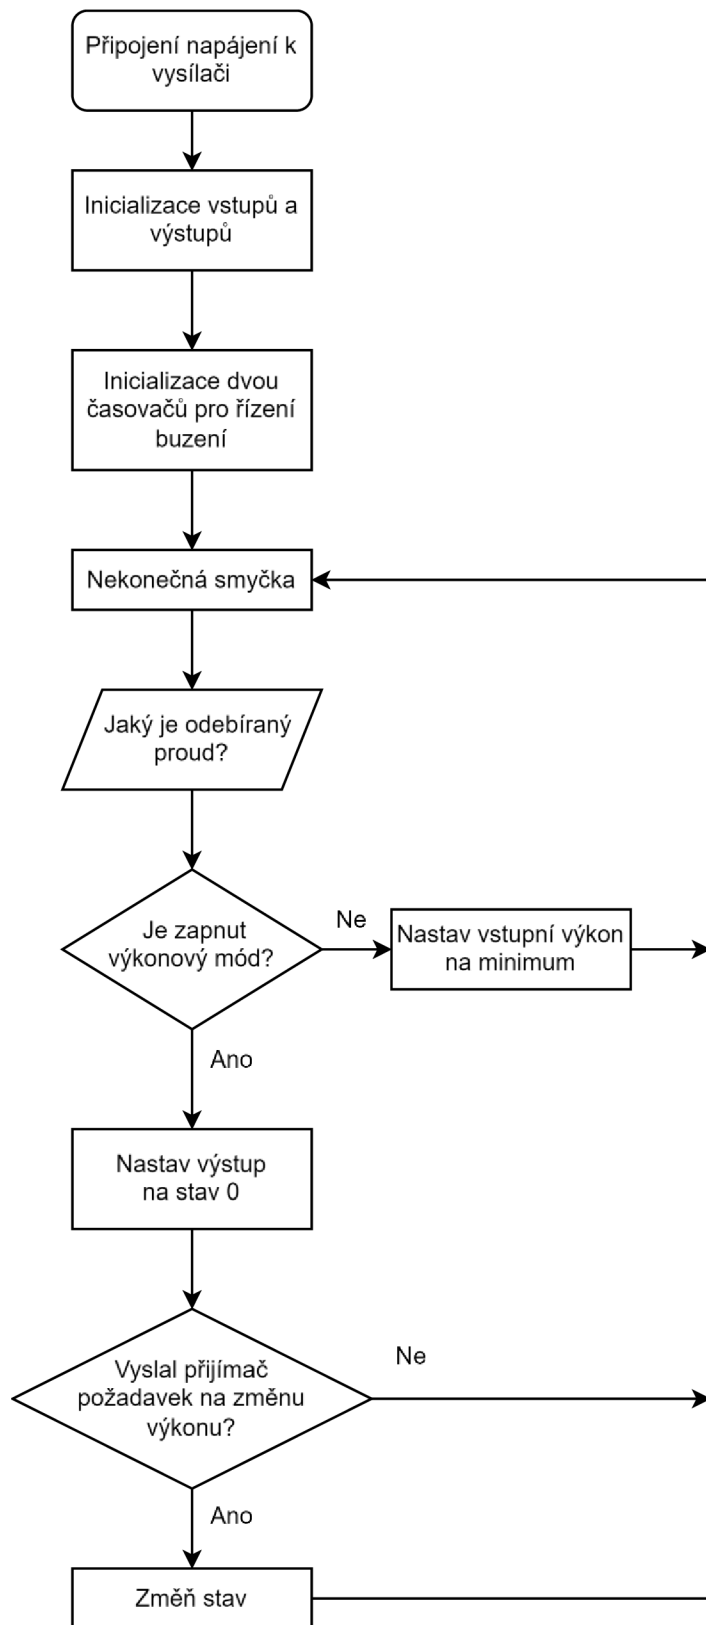 Připojení napájení k
vysílači
Inicializace vstupů a
výstupů
Inicializace dvou
časovačů pro řízení
buzení
Nekonečná smyčka
Jaký je odebíraný
proud?
Je zapnut
výkonový mód?
Ne
Nastav vstupní výkon
na minimum
Ano
Nastav výstup
na stav 0
Vyslal přijímač
požadavek na změnu
výkonu?
Ne
Ano
Změň stav